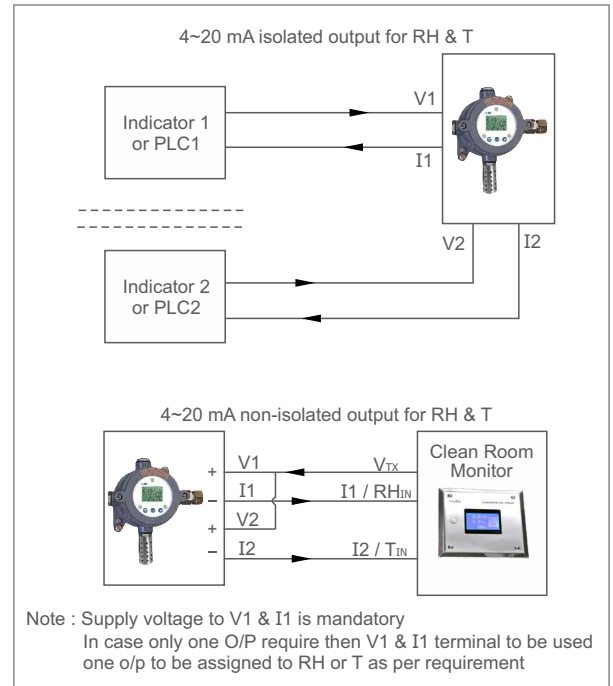 4~20 mA isolated output for RH & T
Indicator 1
or PLC1
V1
I1
V2
I2
Indicator 2
or PLC2
4~20 mA non-isolated output for RH & T
Clean Room
Monitor
+
V1
VTX
−
I1
I1 / RHIN
+
V2
−
I2
I2 / TIN
Note : Supply voltage to V1 & I1 is mandatory
In case only one O/P require then V1 & I1 terminal to be used
one o/p to be assigned to RH or T as per requirement